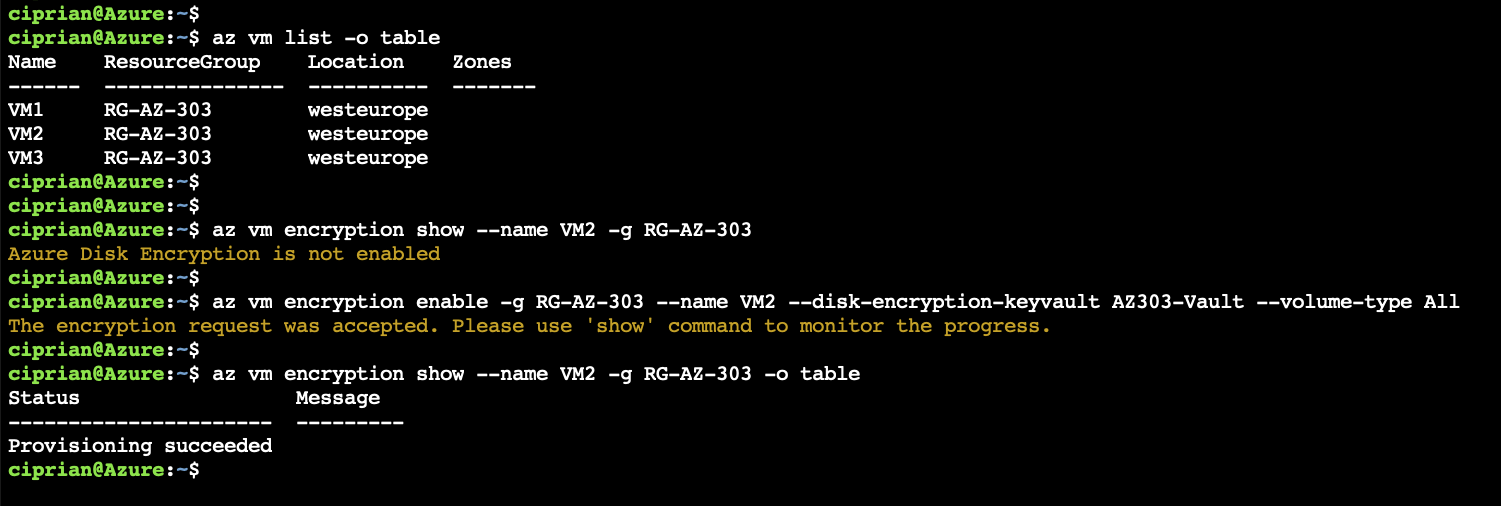 ciprian@Azure:~$
ciprian@Azure:~$ az vm list -o table
Name    ResourceGroup    Location    Zones
------  ---------------  ----------  -------
VM1     RG-AZ-303        westeurope
VM2     RG-AZ-303        westeurope
VM3     RG-AZ-303        westeurope
ciprian@Azure:~$
ciprian@Azure:~$
ciprian@Azure:~$ az vm encryption show --name VM2 -g RG-AZ-303
Azure Disk Encryption is not enabled
ciprian@Azure:~$
ciprian@Azure:~$ az vm encryption enable -g RG-AZ-303 --name VM2 --disk-encryption-keyvault AZ303-Vault --volume-type All
The encryption request was accepted. Please use 'show' command to monitor the progress.
ciprian@Azure:~$
ciprian@Azure:~$ az vm encryption show --name VM2 -g RG-AZ-303 -o table
Status                  Message
----------------------  ---------
Provisioning succeeded
ciprian@Azure:~$